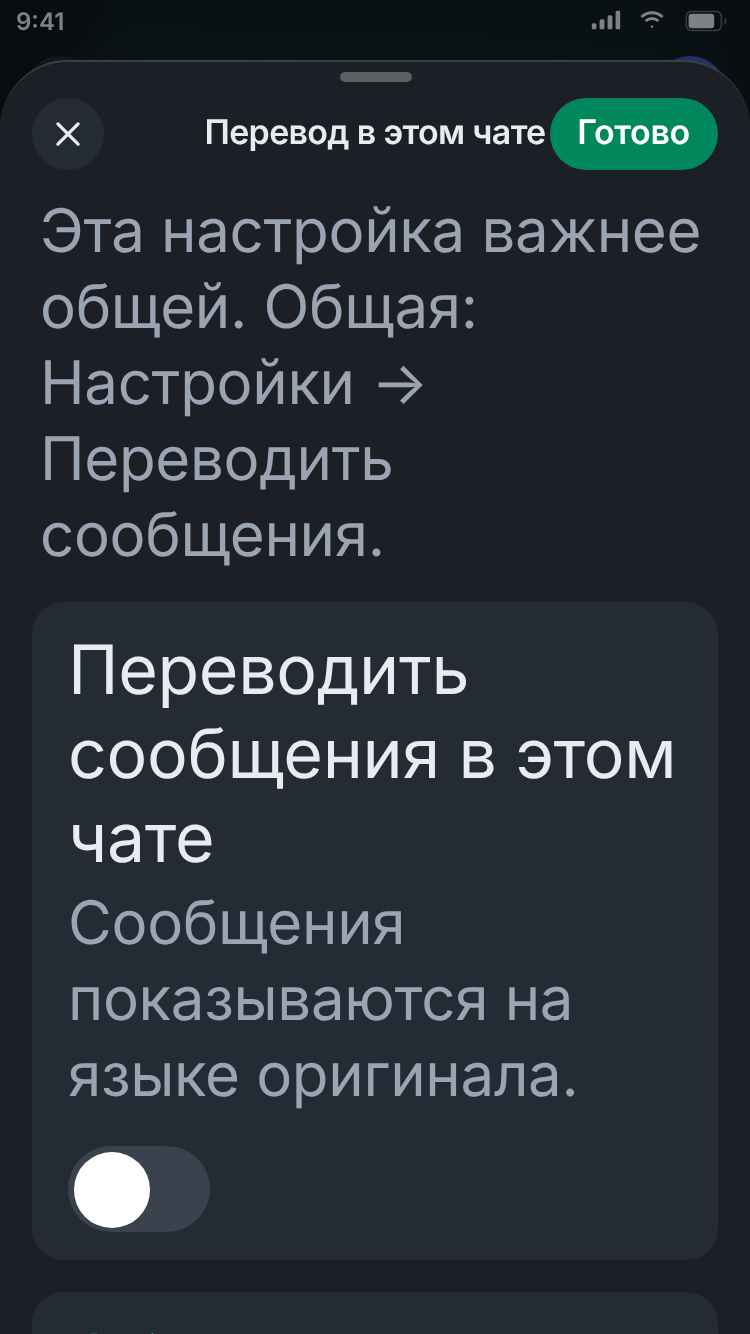 9:41
Перевод в этом чате
Готово
Эта настройка важнее
общей. Общая:
Настройки →
Переводить
сообщения.
Переводить
сообщения в этом
чате
Сообщения
показываются на
языке оригинала.